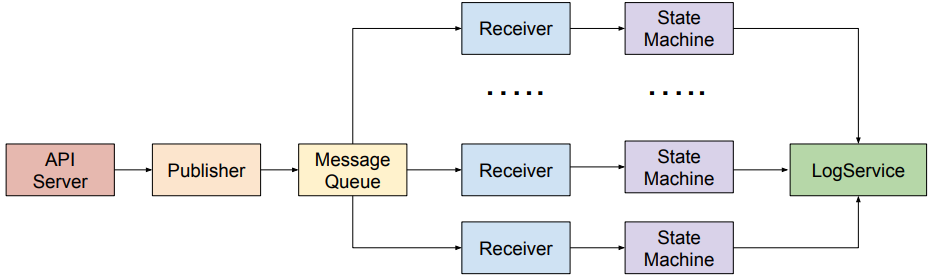 Receiver
State
Machine
.....
.....
API
Server
Publisher
Message
Queue
Receiver
State
Machine
LogService
Receiver
State
Machine